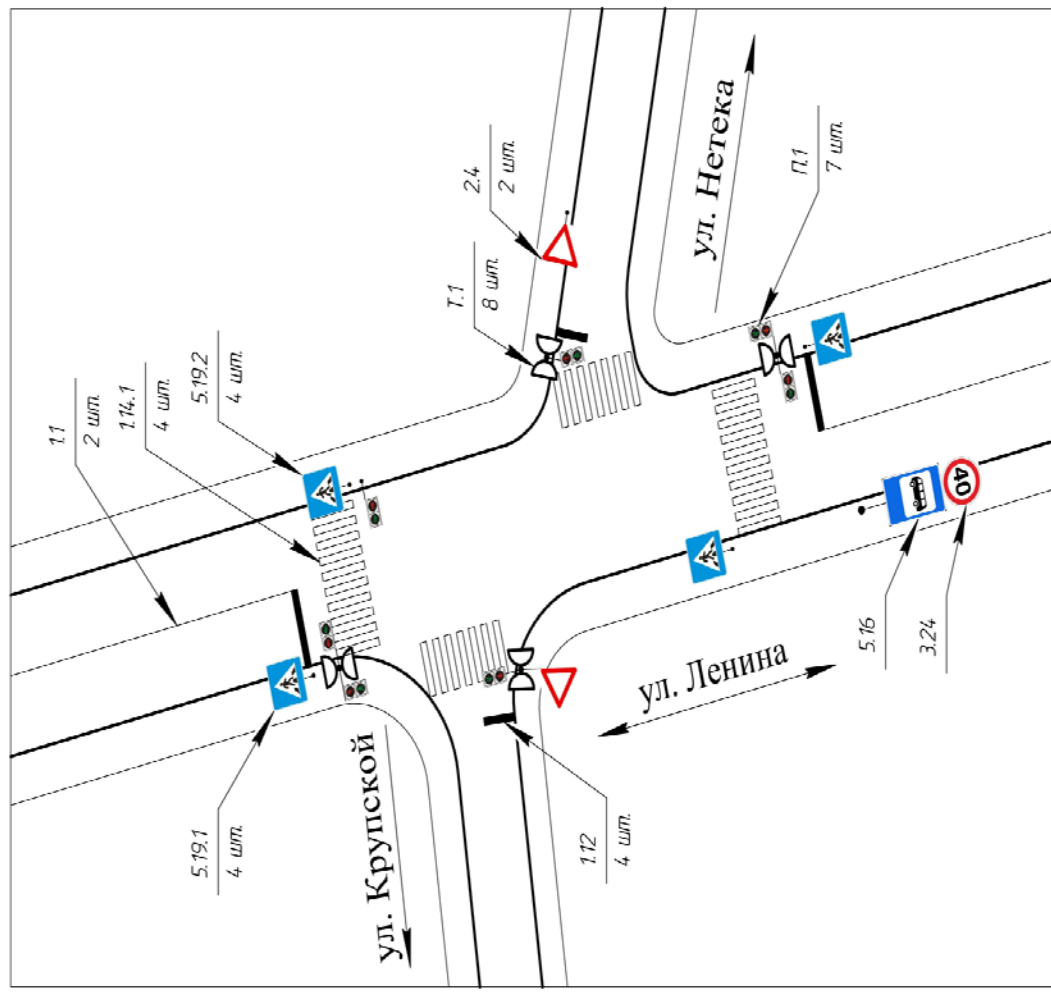 1.1
2 шт.
1.14.1
4 шт.
5.19.2
4 шт.
Т.1
8 шт.
2.4
2 шт.
ул. Нетека
П.1
7 шт.
5.19.1
4 шт.
ул. Крупской
1.12
4 шт.
ул. Ленина
5.16
3.24
40